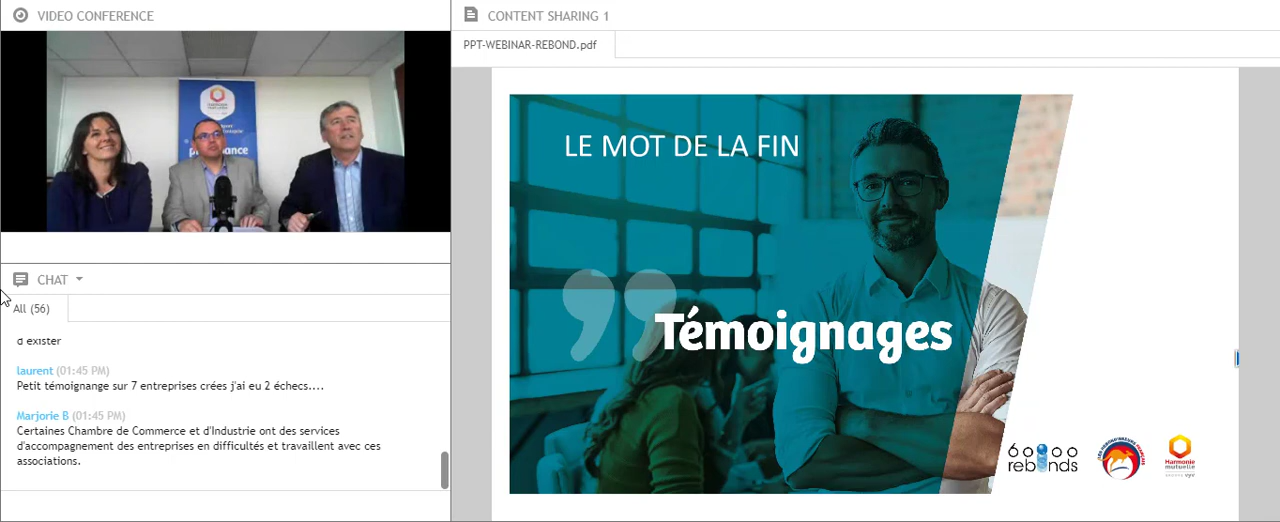 VIDEO CONFERENCE
CONTENT SHARING 1
PPT-WEBINAR-REBOND.pdf
CHAT
All (56)
d exister
laurent (01:45 PM)
Petit témoignange sur 7 entreprises crées j'ai eu 2 échecs....
Marjorie B (01:45 PM)
Certaines Chambre de Commerce et d'Industrie ont des services
d'accompagnement des entreprises en difficultés et travaillent avec ces
associations.
LE MOT DE LA FIN
” Témoignages
60 000
rebonds
Harmonie
mutuelle